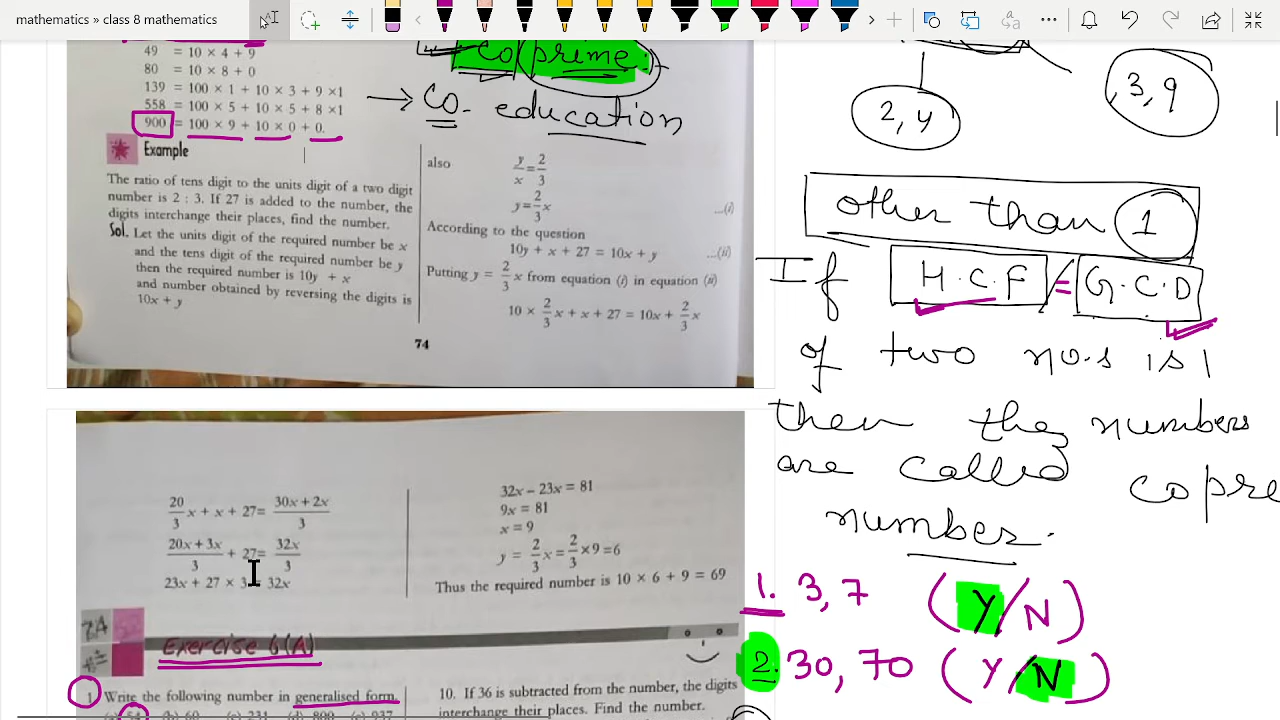 mathematics » class 8 mathematics
49 = 10 × 4 + 9
80 = 10 × 8 + 0
139 = 100 × 1 + 10 × 3 + 9 ×1
558 = 100 × 5 + 10 × 5 + 8 ×1
900 = 100 × 9 + 10 × 0 + 0.
Example
The ratio of tens digit to the units digit of a two digit
number is 2 : 3. If 27 is added to the number, the
digits interchange their places, find the number.
Sol. Let the units digit of the required number be x
and the tens digit of the required number be y
then the required number is 10y + x
and number obtained by reversing the digits is
10x + y
also y/x = 2/3
y = 2/3 x ...(i)
According to the question
10y + x + 27 = 10x + y ...(ii)
Putting y = 2/3 x from equation (i) in equation (ii)
10 × 2/3 x + x + 27 = 10x + 2/3 x
74
Co prime
→ Co. education
2, 4
, 3, 9
other than 1
If H.C.F = G.C.D
of two no.s is 1
then the numbers
are called copre
number.
1. 3, 7 (Y/N)
2. 30, 70 (Y/N)
20/3 x + x + 27 = 30x + 2x/3
20x + 3x/3 + 27 = 32x/3
23x + 27 × 3 = 32x
32x – 23x = 81
9x = 81
x = 9
y = 2/3 x = 2/3 × 9 = 6
Thus the required number is 10 × 6 + 9 = 69
Exercise 6(A)
1. Write the following number in generalised form.
10. If 36 is subtracted from the number, the digits
interchange their places. Find the number.